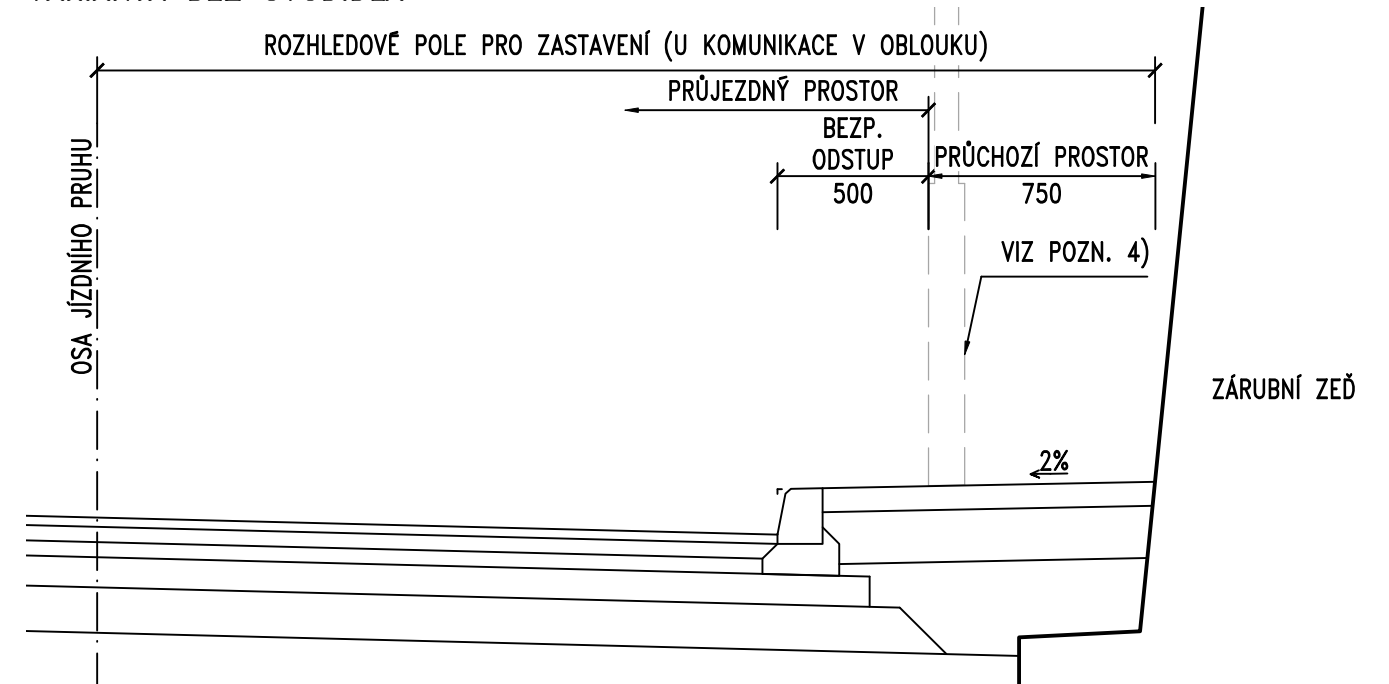 ROZHLEDOVÉ POLE PRO ZASTAVENÍ (U KOMUNIKACE V OBLOUKU)
PRŮJEZDNÝ PROSTOR
BEZP.
ODSTUP
500
PRŮCHOZÍ PROSTOR
750
OSA JÍZDNÍHO PRUHU
VIZ POZN. 4)
ZÁRUBNÍ ZEĎ
2%